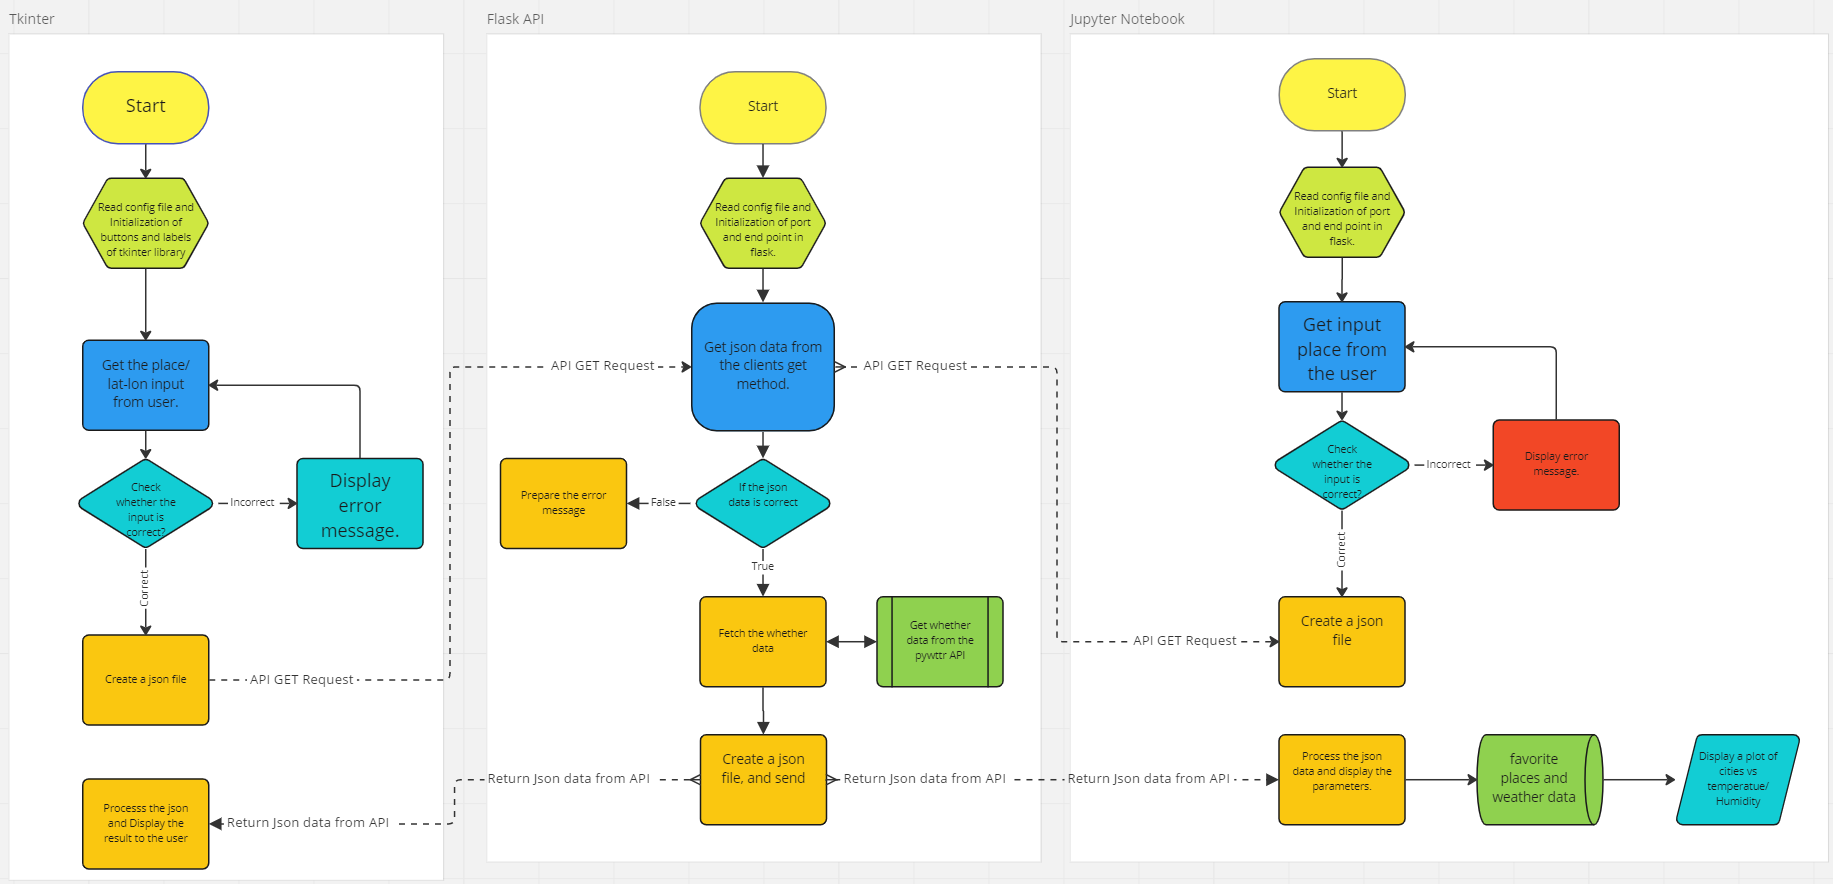 Tkinter
Start
Read config file and
Initialization of
buttons and labels
of tkinter library
Get the place/
lat-lon input
from user.
Check
whether the
input is
correct?
Incorrect
Display
error
message.
Correct
Create a json file
API GET Request
Processs the json
and Display the
result to the user
Return Json data from API
Flask API
Start
Read config file and
Initialization of port
and end point in
flask.
API GET Request
Get json data from
the clients get
method.
API GET Request
If the json
data is correct
False
Prepare the error
message
True
Fetch the whether
data
Get whether
data from the
pywttr API
Create a json
file, and send
Return Json data from API
Return Json data from API
Jupyter Notebook
Start
Read config file and
Initialization of port
and end point in
flask.
Get input
place from
the user
Check
whether the
input is
correct?
Incorrect
Display error
message.
Correct
API GET Request
Create a json
file
Return Json data from API
Process the json
data and display the
parameters.
favorite
places and
weather data
Display a plot of
cities vs
temperatue/
Humidity